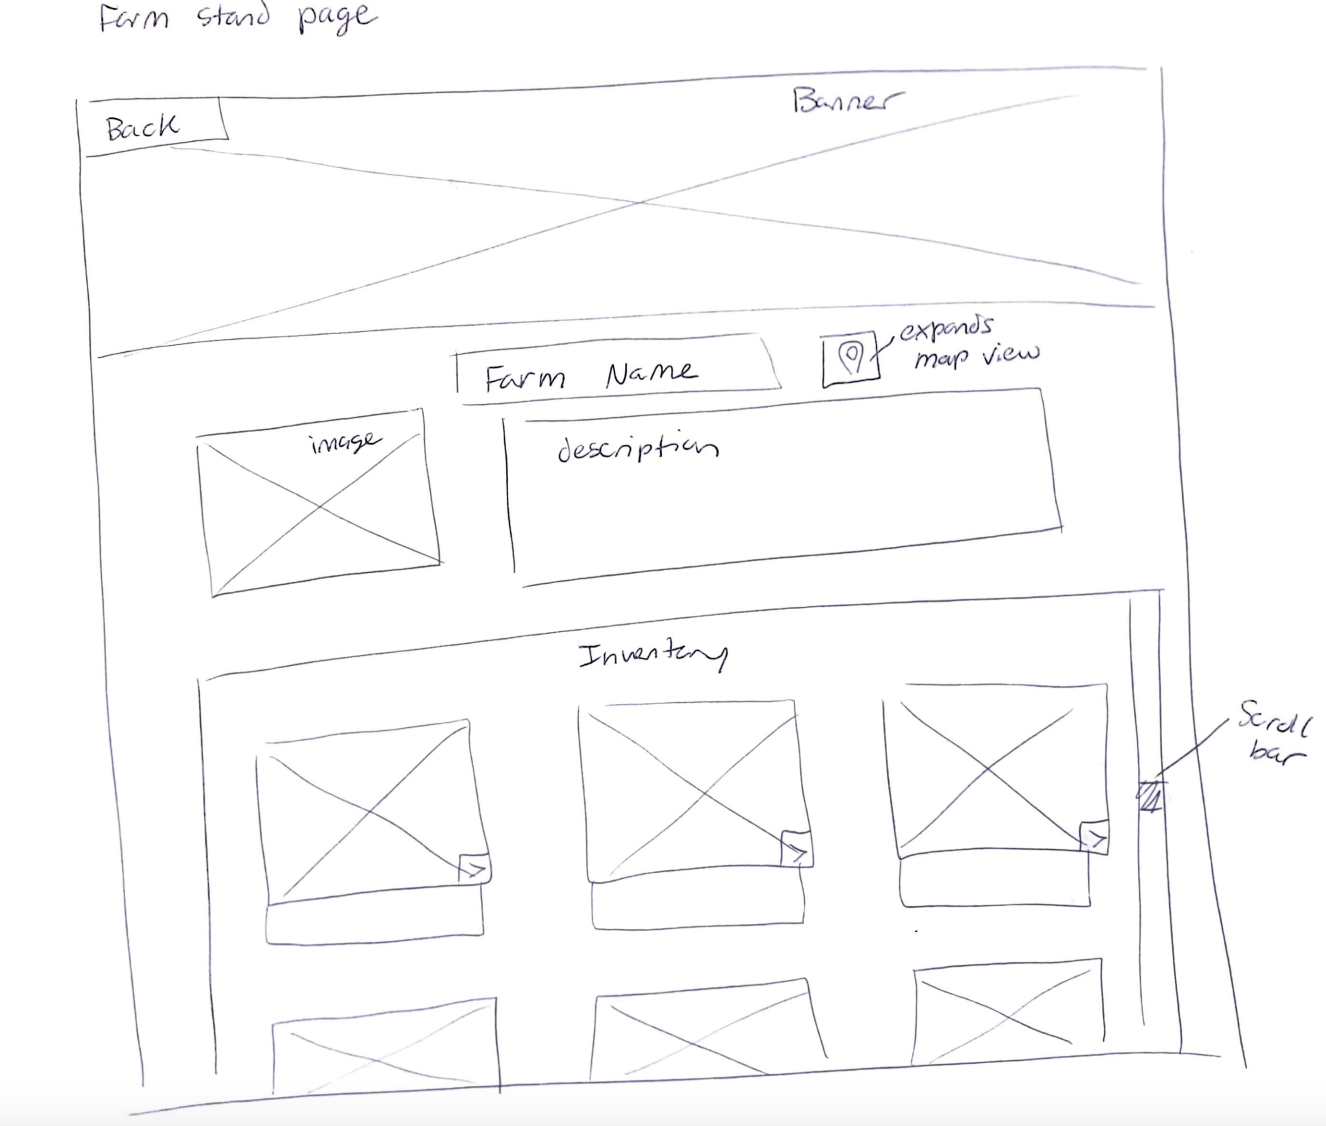 Farm stand page
Back
Banner
Farm Name
expands
map view
image
description
Inventory
Scroll
bar